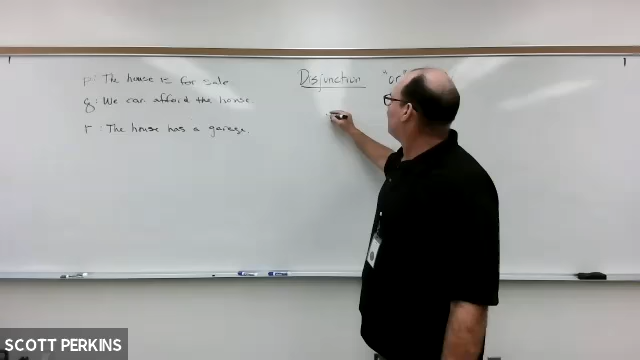 p: The house is for sale
q: We can afford the house
r: The house has a garage.
Disjunction "or"
SCOTT PERKINS